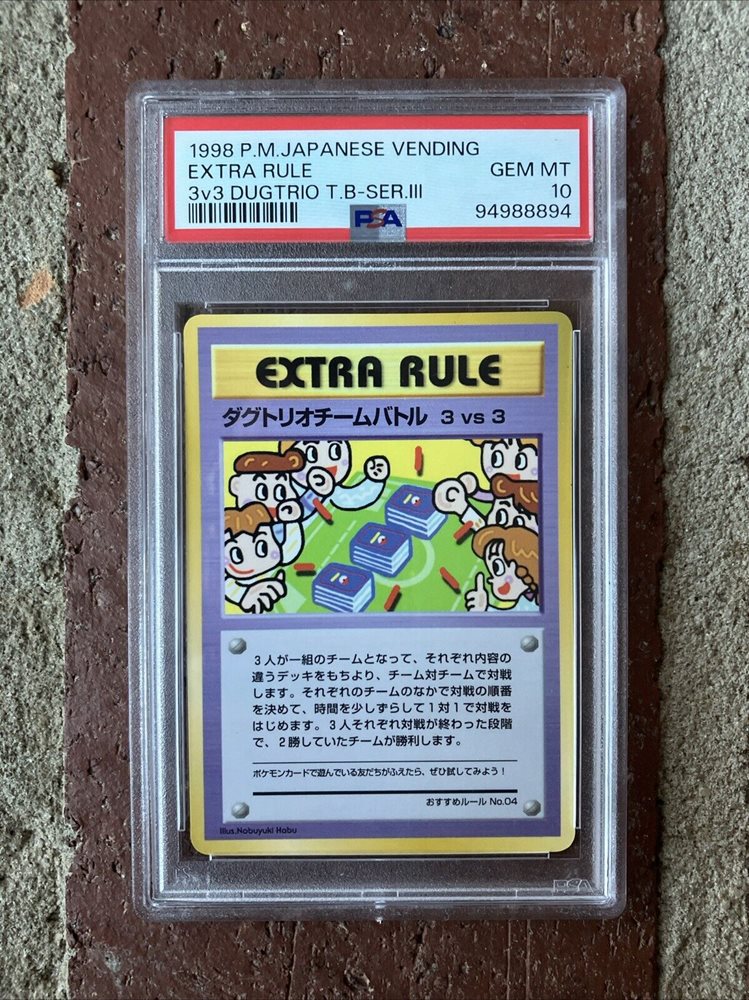 1998 P.M.JAPANESE VENDING
EXTRA RULE GEM MT
3v3 DUGTRIO T.B-SER.III 10
PSA 94988894
EXTRA RULE
ダグトリオチームバトル 3 vs 3
3人が一組のチームとなって、それぞれ内容の
違うデッキをもちより、チーム対チームで対戦
します。それぞれのチームのなかで対戦の順番
を決めて、時間を少しずらして1対1で対戦を
はじめます。3人それぞれ対戦が終わった段階
で、2勝していたチームが勝利します。
ポケモンカードで遊んでいる友だちがふえたら、ぜひ試してみよう!
おすすめルール No.04
Illus.Nobuyuki Habu
PSA